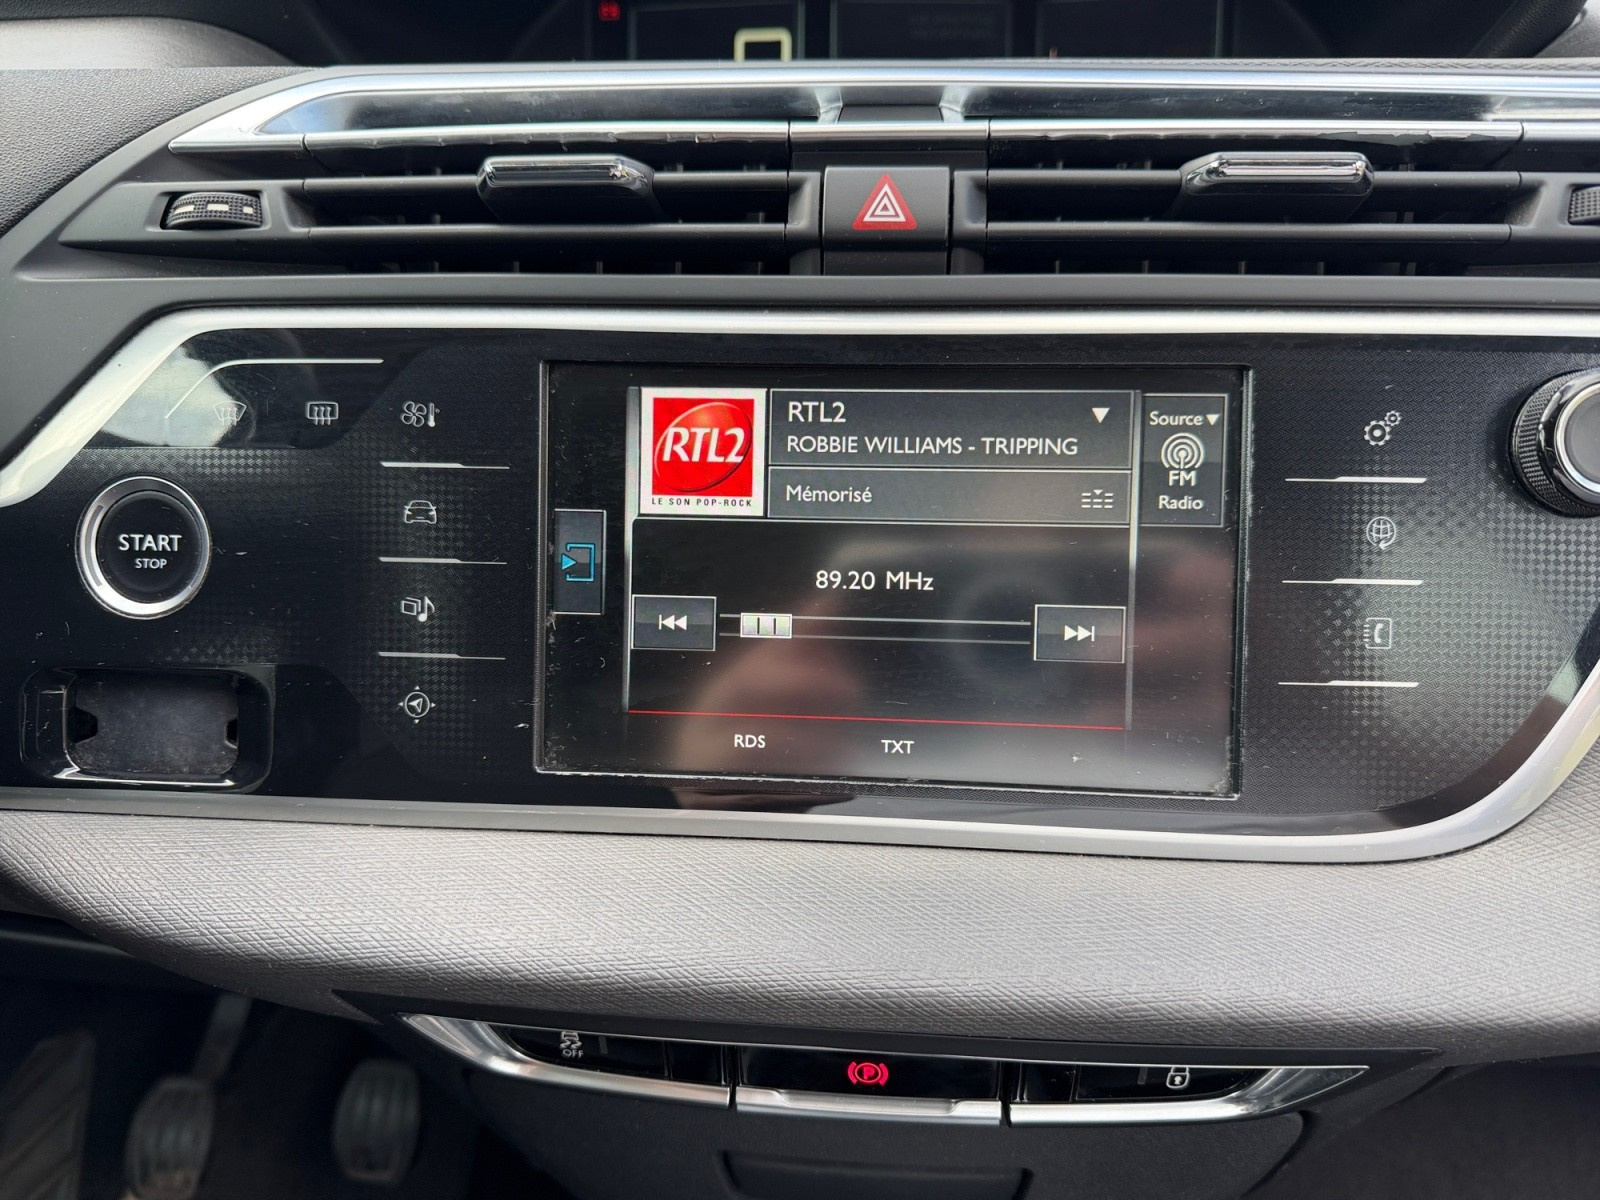 RTL2
LE SON POP-ROCK
RTL2
ROBBIE WILLIAMS - TRIPPING
Mémorisé
Source
FM
Radio
START
STOP
89.20 MHz
RDS
TXT
OFF
P